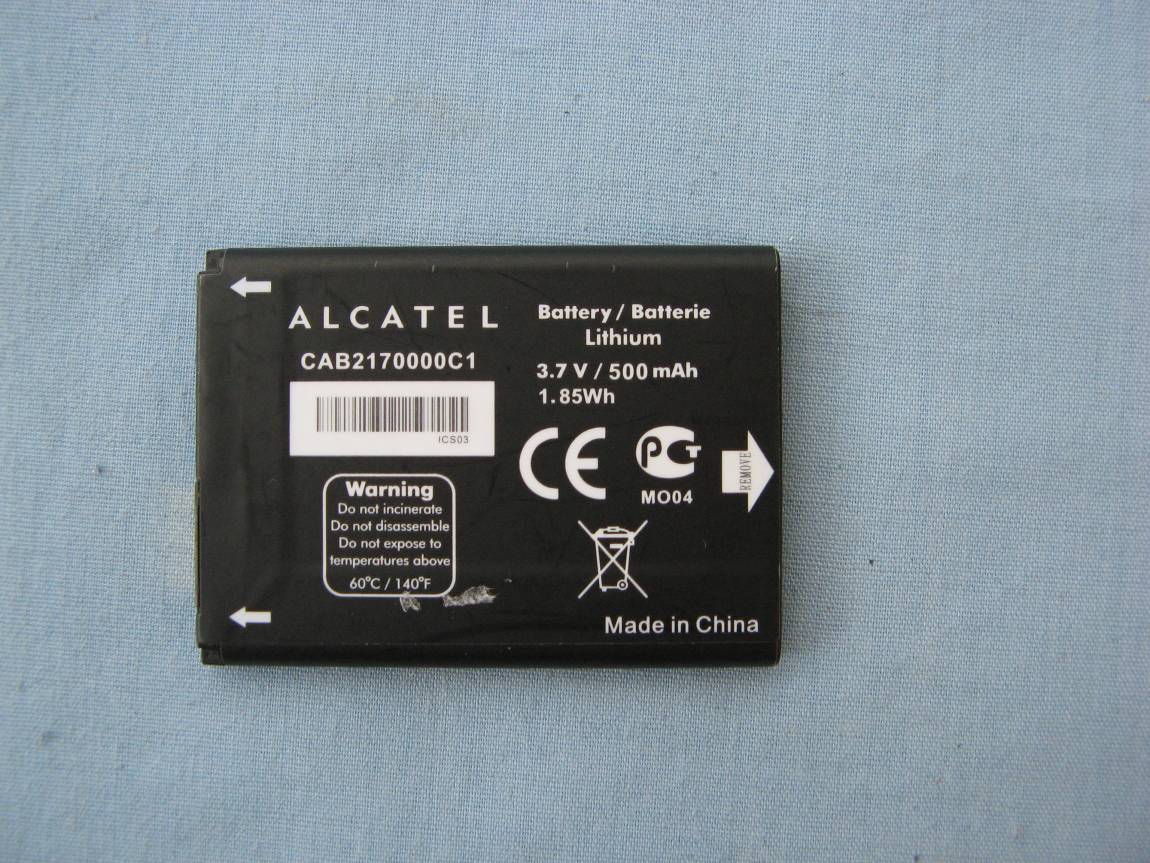 ALCATEL
CAB2170000C1
ICS03
Warning
Do not incinerate
Do not disassemble
Do not expose to
temperatures above
60°C / 140°F
Battery / Batterie
Lithium
3.7 V / 500 mAh
1.85Wh
CE
PCT
MO04
REMOVE
Made in China